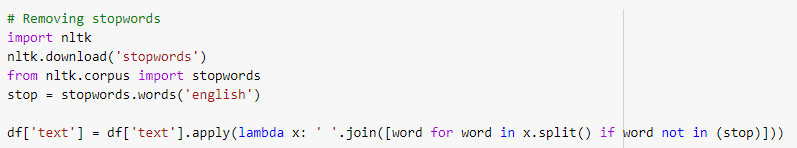 # Removing stopwords
import nltk
nltk.download('stopwords')
from nltk.corpus import stopwords
stop = stopwords.words('english')
df['text'] = df['text'].apply(lambda x: ' '.join([word for word in x.split() if word not in (stop)]))